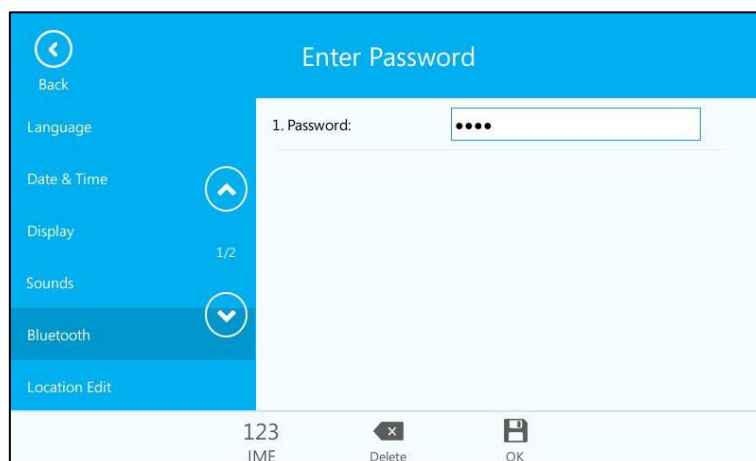 Enter Password
Back
Language
Date & Time
Display
1/2
Sounds
Bluetooth
Location Edit
1. Password:
••••
123
IME
Delete
OK